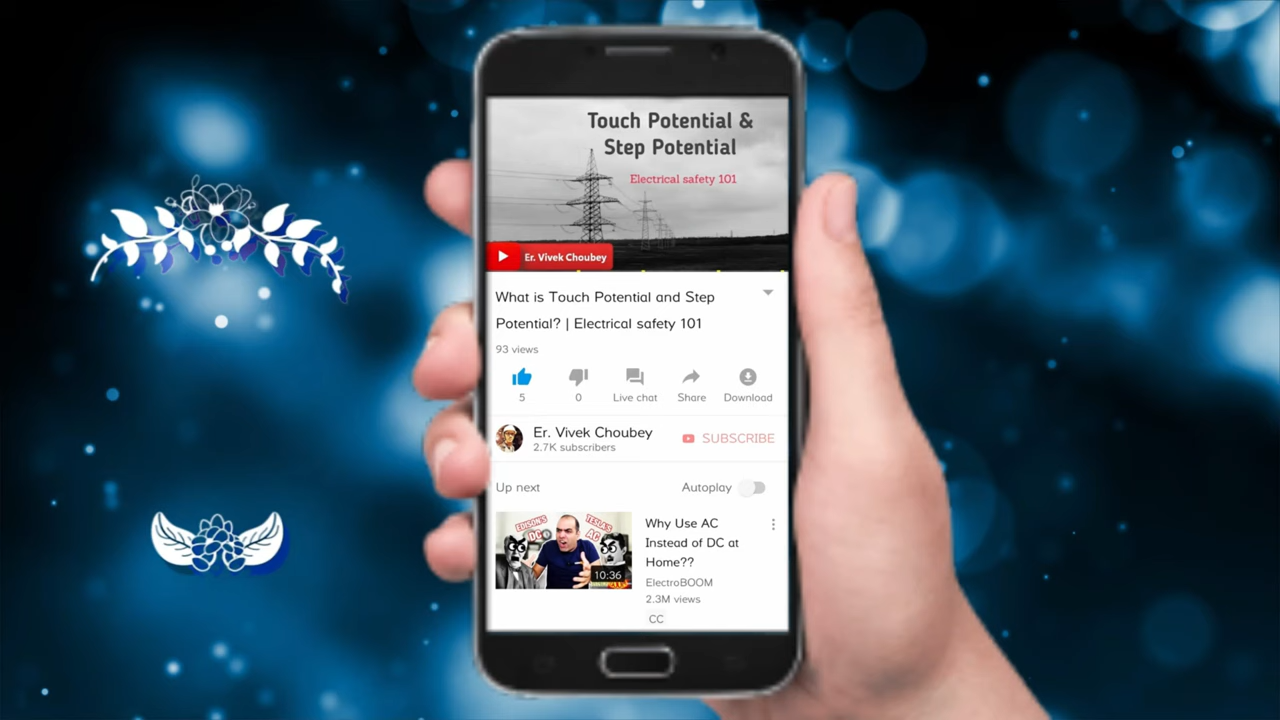 Touch Potential &
Step Potential
Electrical safety 101
Er. Vivek Choubey
What is Touch Potential and Step
Potential? | Electrical safety 101
93 views
5
0
Live chat
Share
Download
Er. Vivek Choubey
2.7K subscribers
SUBSCRIBE
Up next
Autoplay
EDISON'S
DC
TESLA'S
AC
10:36
Why Use AC
Instead of DC at
Home??
ElectroBOOM
2.3M views
CC